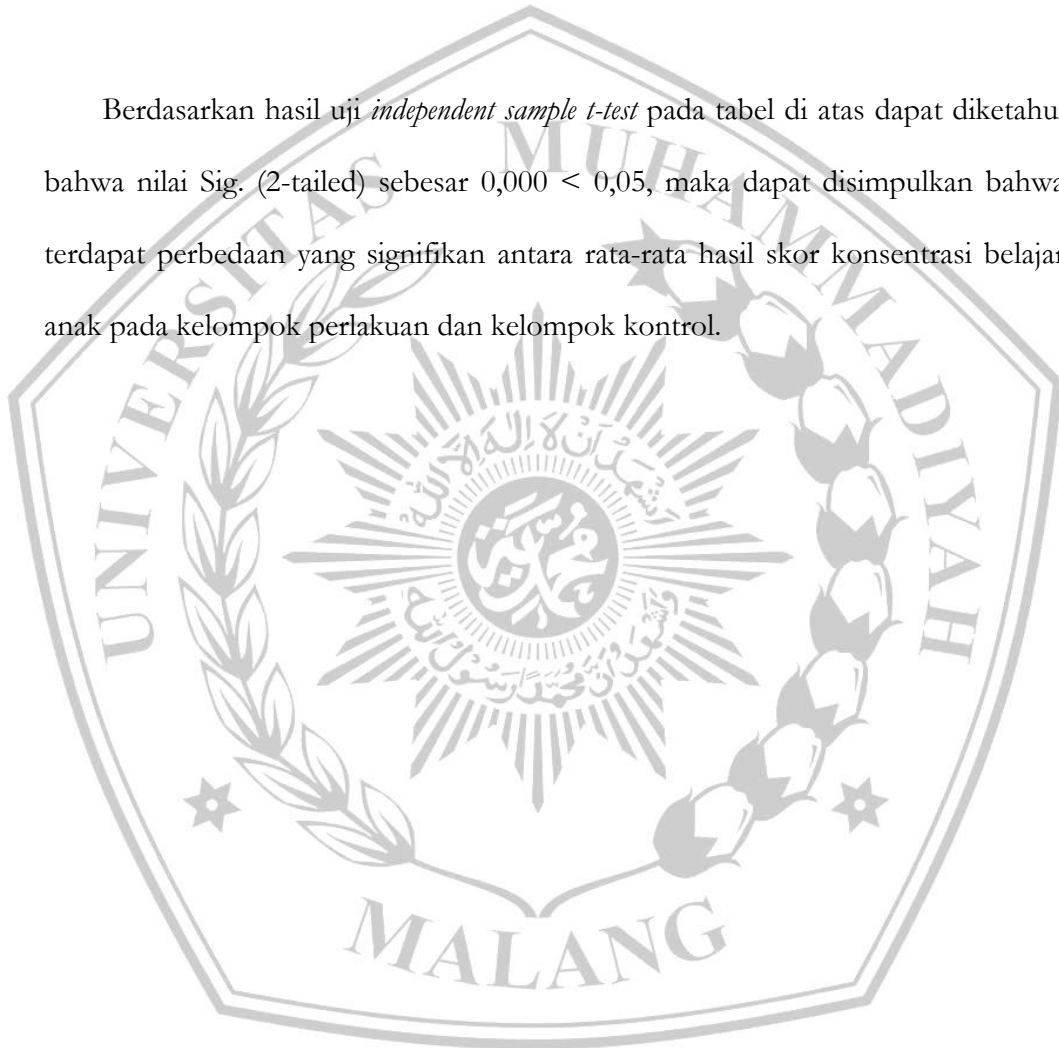 Berdasarkan hasil uji independent sample t-test pada tabel di atas dapat diketahui
bahwa nilai Sig. (2-tailed) sebesar 0,000 < 0,05, maka dapat disimpulkan bahwa
terdapat perbedaan yang signifikan antara rata-rata hasil skor konsentrasi belajar
anak pada kelompok perlakuan dan kelompok kontrol.
UNIVERSITAS MUHAMMADIYAH
MALANG